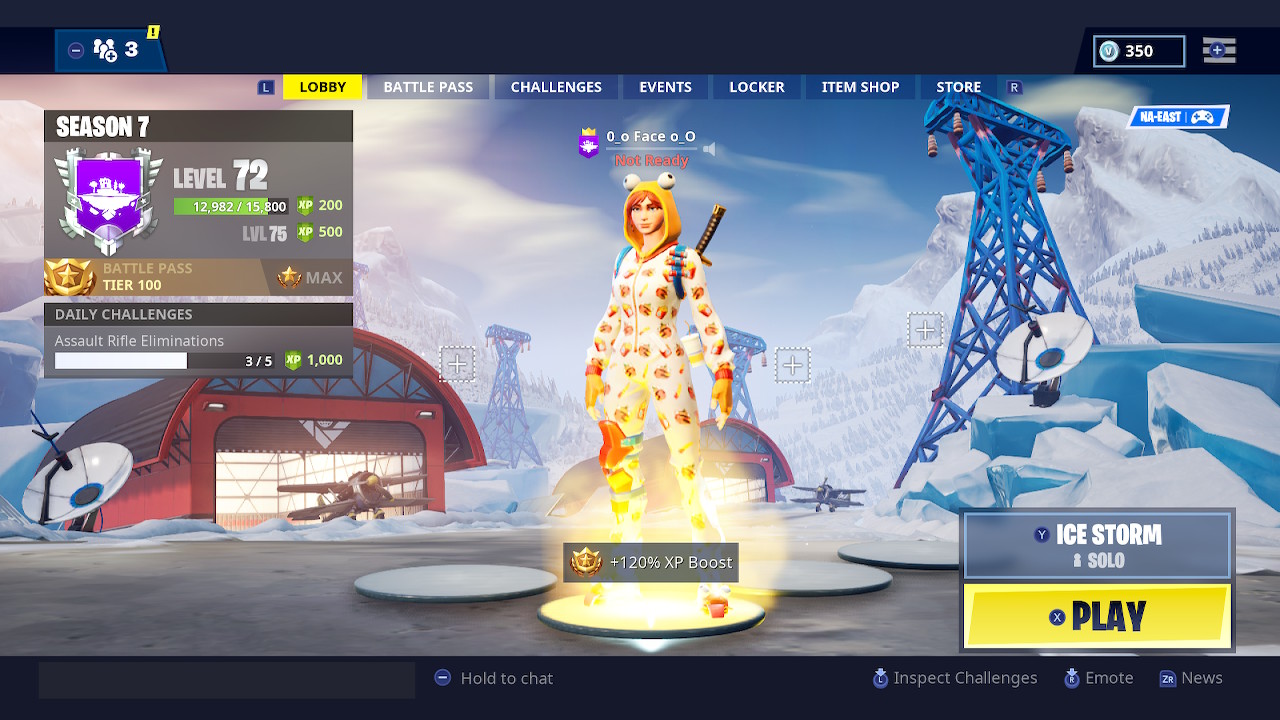 3
!
V 350
L LOBBY BATTLE PASS CHALLENGES EVENTS LOCKER ITEM SHOP STORE R
NA-EAST
SEASON 7
LEVEL 72
12,982 / 15,800 XP 200
LVL 75 XP 500
BATTLE PASS
TIER 100
MAX
DAILY CHALLENGES
Assault Rifle Eliminations
3 / 5 XP 1,000
0_o Face o_O
Not Ready
+120% XP Boost
Y ICE STORM
SOLO
X PLAY
Hold to chat
L Inspect Challenges R Emote ZR News